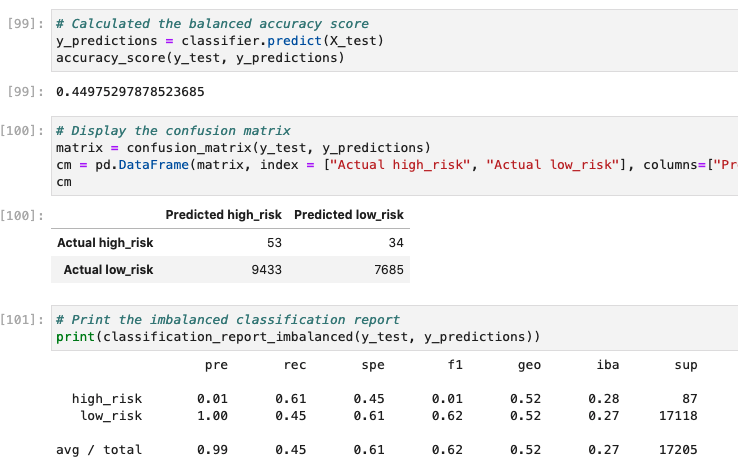 [99]: # Calculated the balanced accuracy score
y_predictions = classifier.predict(X_test)
accuracy_score(y_test, y_predictions)
[99]: 0.44975297878523685
[100]: # Display the confusion matrix
matrix = confusion_matrix(y_test, y_predictions)
cm = pd.DataFrame(matrix, index = ["Actual high_risk", "Actual low_risk"], columns=["Pr
cm
[100]: Predicted high_risk Predicted low_risk
Actual high_risk 53 34
Actual low_risk 9433 7685
[101]: # Print the imbalanced classification report
print(classification_report_imbalanced(y_test, y_predictions))
pre rec spe f1 geo iba sup
high_risk 0.01 0.61 0.45 0.01 0.52 0.28 87
low_risk 1.00 0.45 0.61 0.62 0.52 0.27 17118
avg / total 0.99 0.45 0.61 0.62 0.52 0.27 17205